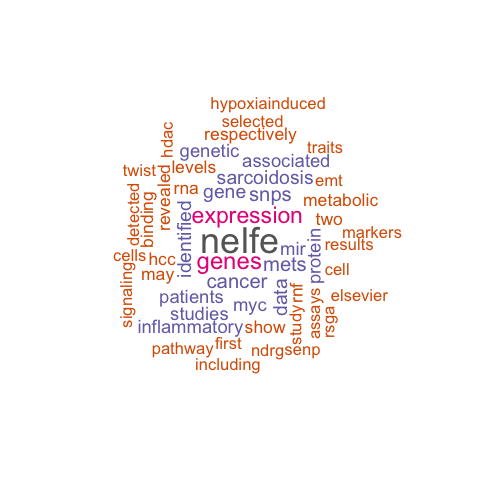 hypoxiainduced
selected
respectively
hdac
genetic
traits
associated
twist
levels
sarcoidosis
emt
rna
gene
snps
metabolic
detected
binding
revealed
expression
two
markers
identified
nelfe
mir
protein
results
cells
hcc
genes
mets
cell
may
signaling
cancer
data
patients
myc
study
rnf
elsevier
studies
assays
rsga
inflammatory
show
pathway
first
ndrg
senp
including